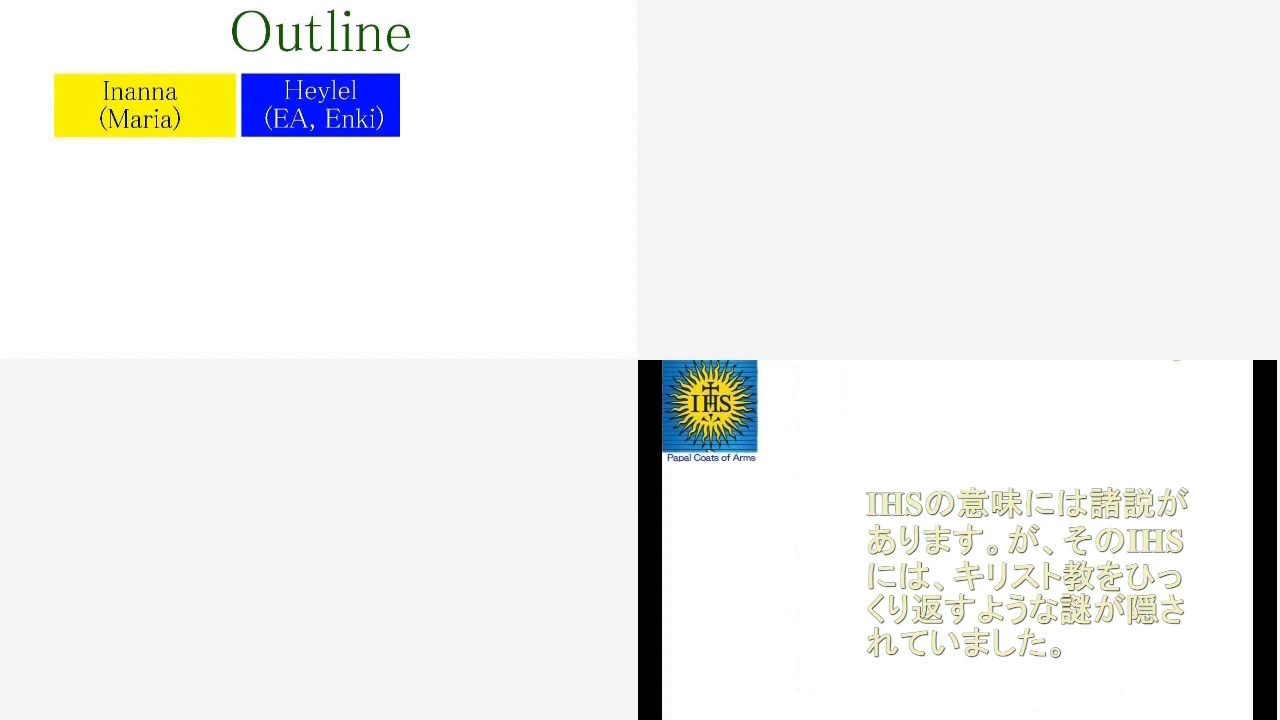 Outline
Inanna
(Maria)
Heylel
(EA, Enki)
IHS
Papal Coats of Arms
IHSの意味には諸説が
あります。が、そのIHS
には、キリスト教をひっ
くり返すような謎が隠さ
れていました。